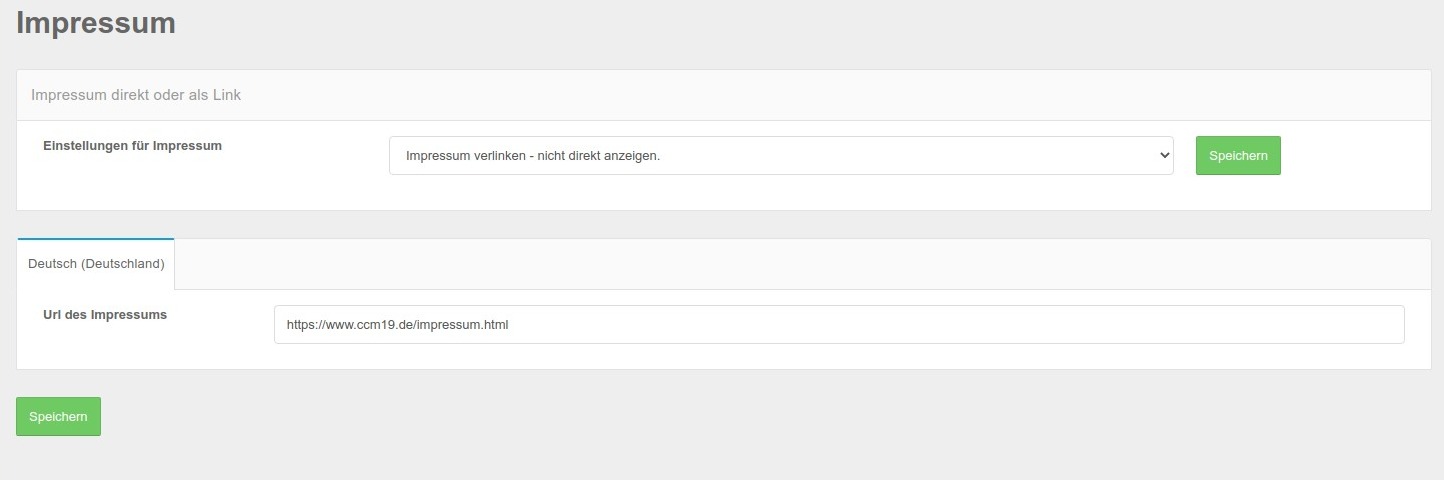 Impressum
Impressum direkt oder als Link
Einstellungen für Impressum
Impressum verlinken - nicht direkt anzeigen.
Speichern
Deutsch (Deutschland)
Url des Impressums
https://www.ccm19.de/impressum.html
Speichern